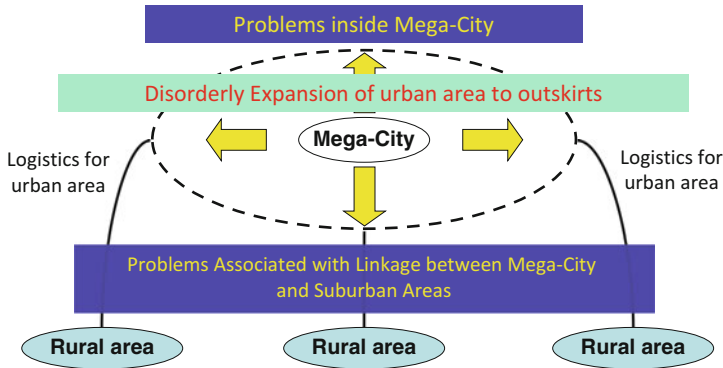 Problems inside Mega-City
Disorderly Expansion of urban area to outskirts
Mega-City
Logistics for
urban area
Logistics for
urban area
Problems Associated with Linkage between Mega-City
and Suburban Areas
Rural area
Rural area
Rural area